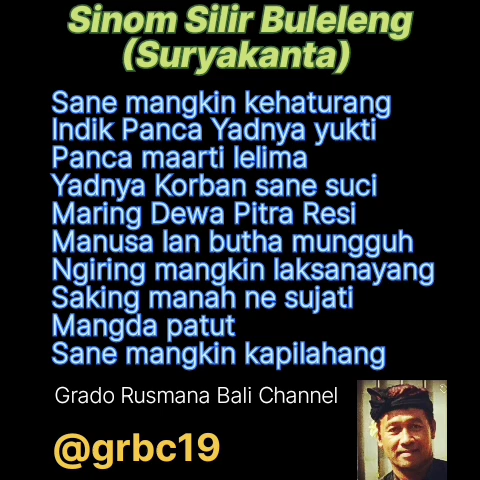 Sinom Silir Buleleng
(Suryakanta)
Sane mangkin kehaturang
Indik Panca Yadnya yukti
Panca maarti lelima
Yadnya Korban sane suci
Maring Dewa Pitra Resi
Manusa lan butha mungguh
Ngiring mangkin laksanayang
Saking manah ne sujati
Mangda patut
Sane mangkin kapilahang
Grado Rusmana Bali Channel
@grbc19